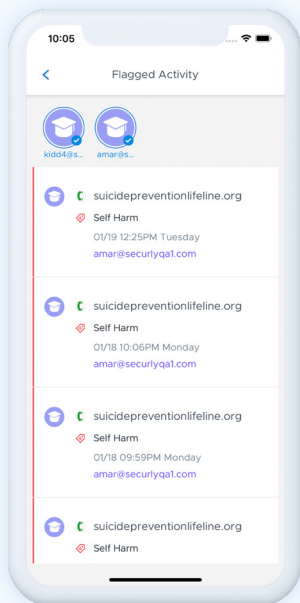 10:05
Flagged Activity
kidd4@s...
amar@s...
suicidepreventionlifeline.org
Self Harm
01/19 12:25PM Tuesday
amar@securlyqa1.com
suicidepreventionlifeline.org
Self Harm
01/18 10:06PM Monday
amar@securlyqa1.com
suicidepreventionlifeline.org
Self Harm
01/18 09:59PM Monday
amar@securlyqa1.com
suicidepreventionlifeline.org
Self Harm